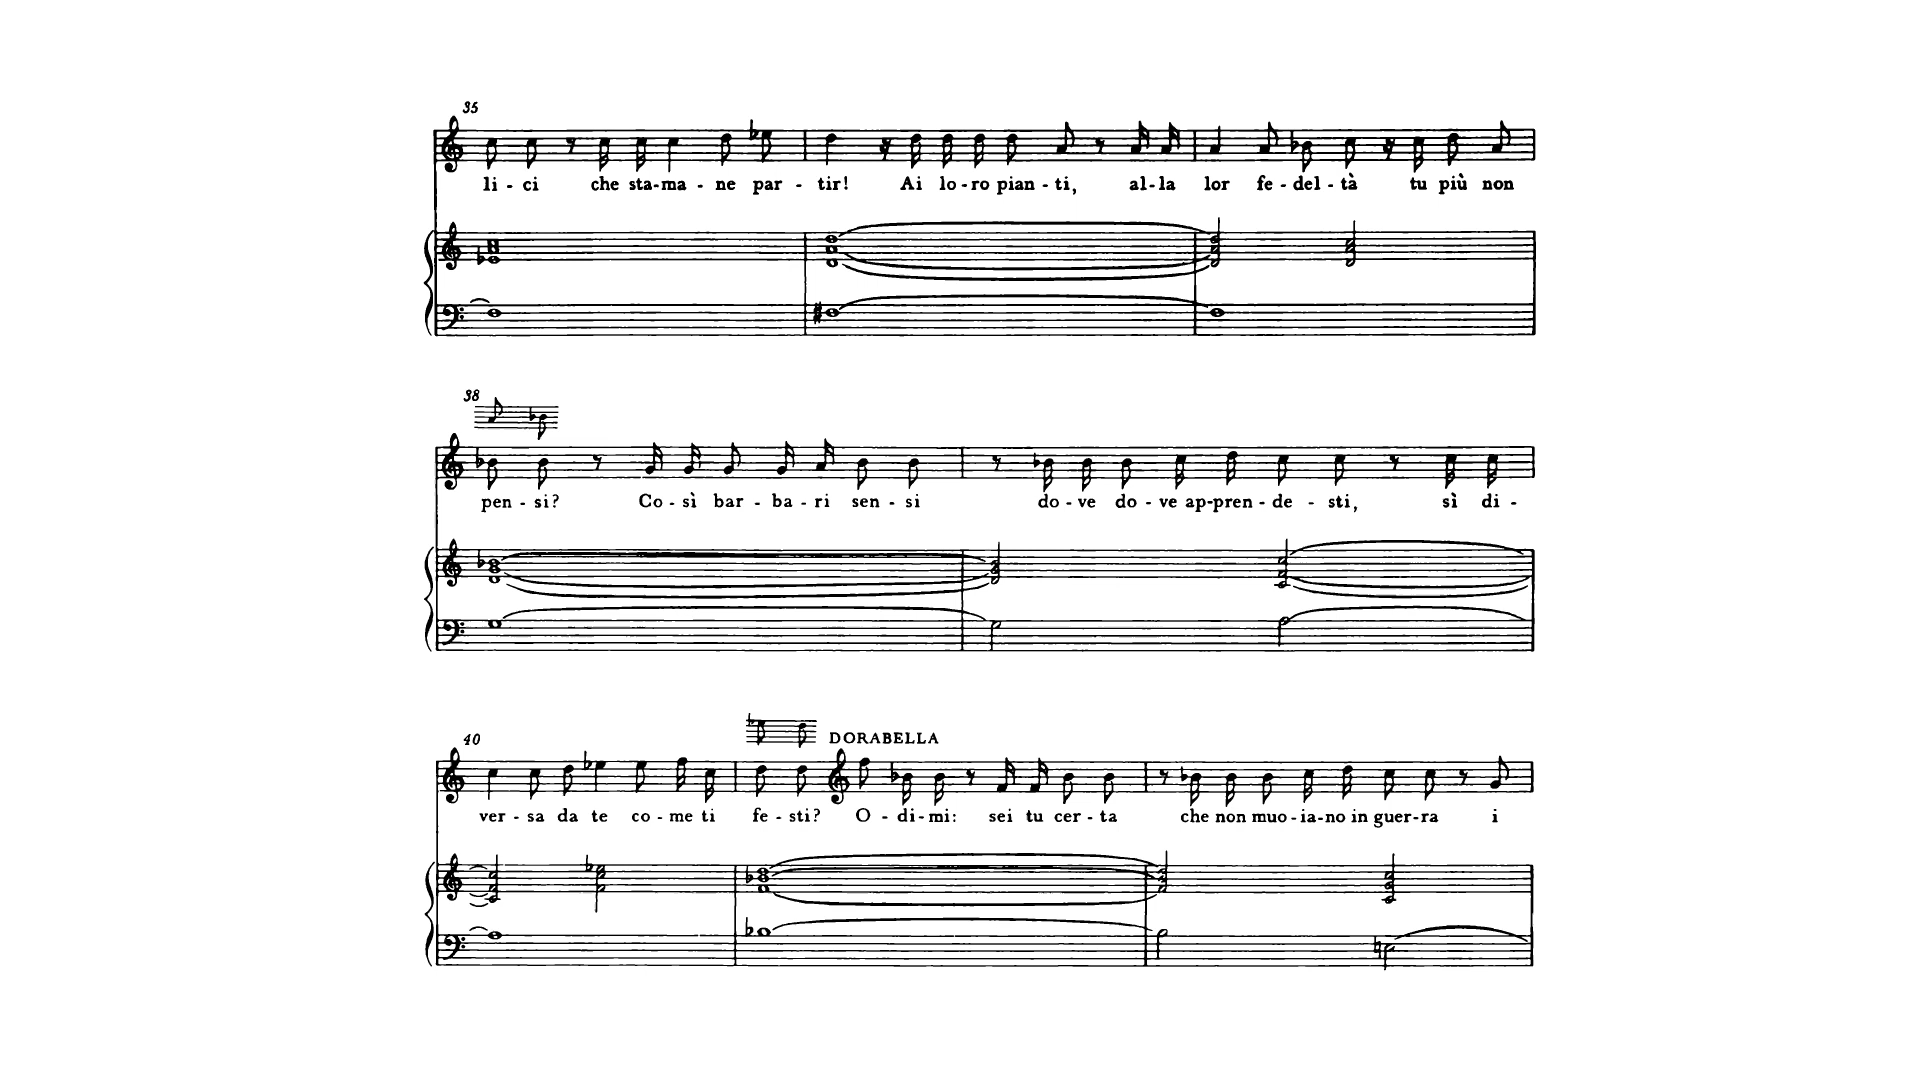 35
li - ci che sta-ma - ne par - tir! Ai lo - ro pian - ti, al-la lor fe - del - tà tu più non
38
pen - si? Co - sì bar - ba - ri sen - si do - ve do - ve ap-pren - de - sti, sì di -
40
DORABELLA
ver - sa da te co - me ti fe - sti? O - di - mi: sei tu cer - ta che non muo - ia-no in guer-ra i